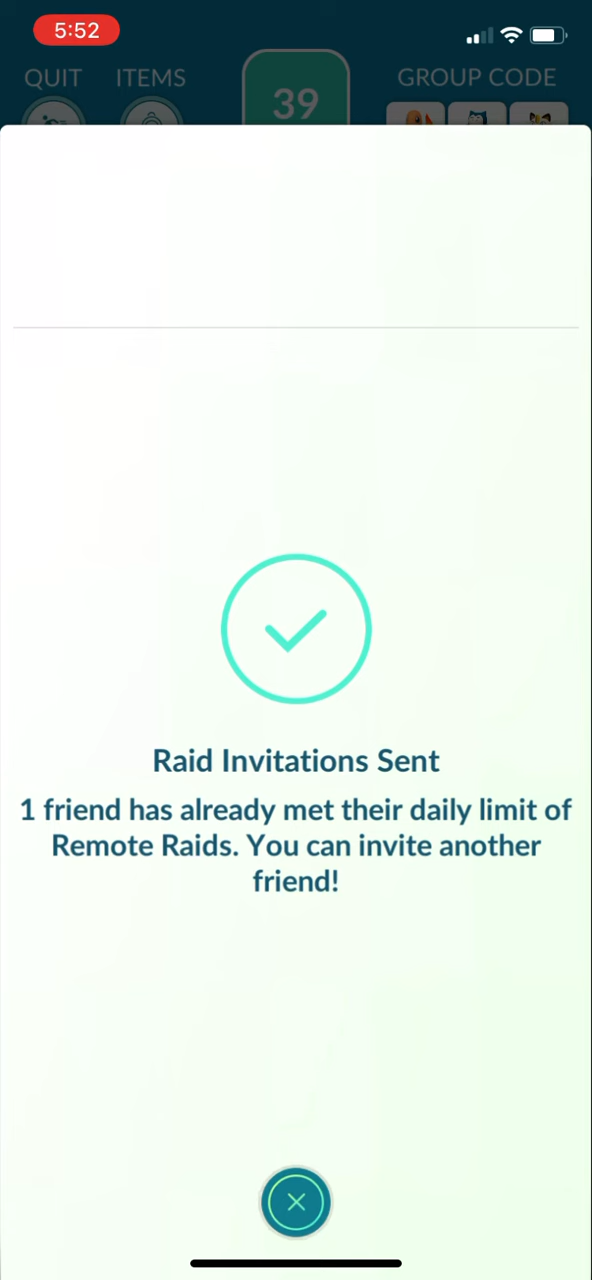 5:52
QUIT ITEMS 39 GROUP CODE
Raid Invitations Sent
1 friend has already met their daily limit of
Remote Raids. You can invite another
friend!